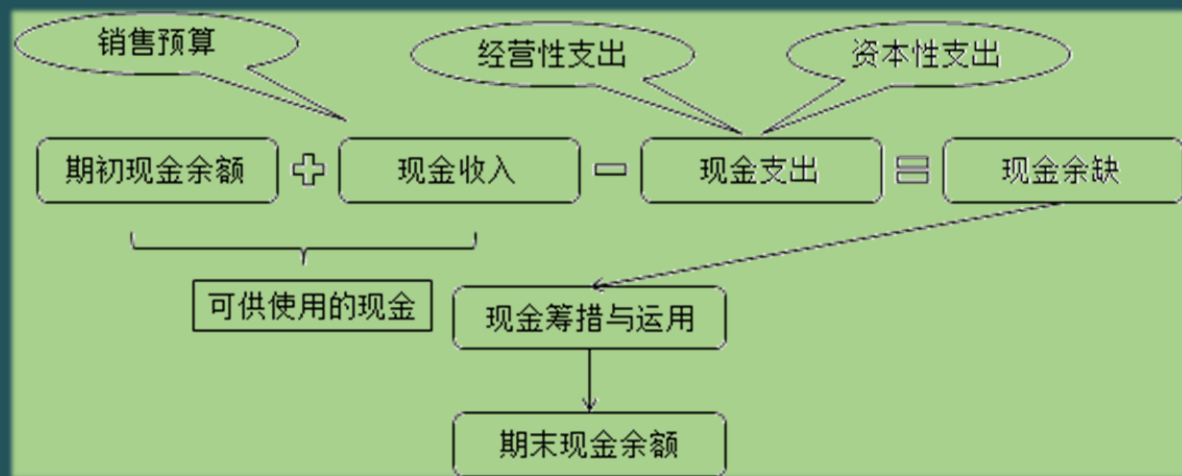 销售预算
经营性支出
资本性支出
期初现金余额
现金收入
现金支出
现金余缺
可供使用的现金
现金筹措与运用
期末现金余额